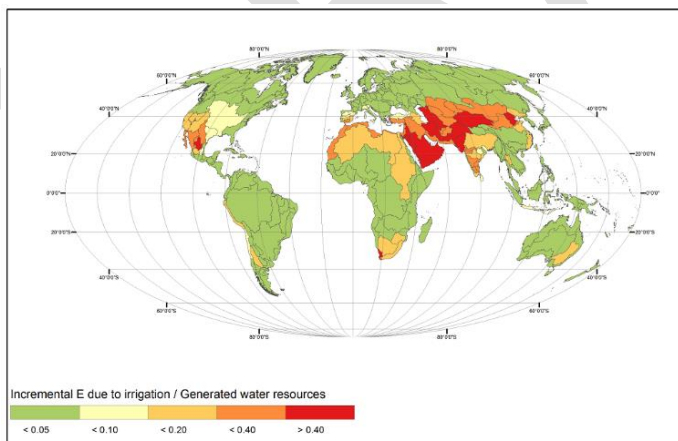 80°0'0"N 80°0'0"N
60°0'0"N 60°0'0"N
40°0'0"N 40°0'0"N
20°0'0"N 20°0'0"N
0°0'0" 0°0'0"
20°0'0"S 20°0'0"S
40°0'0"S 40°0'0"S
60°0'0"S 60°0'0"S
80°0'0"S 80°0'0"S
Incremental E due to irrigation / Generated water resources
< 0.05 < 0.10 < 0.20 < 0.40 > 0.40